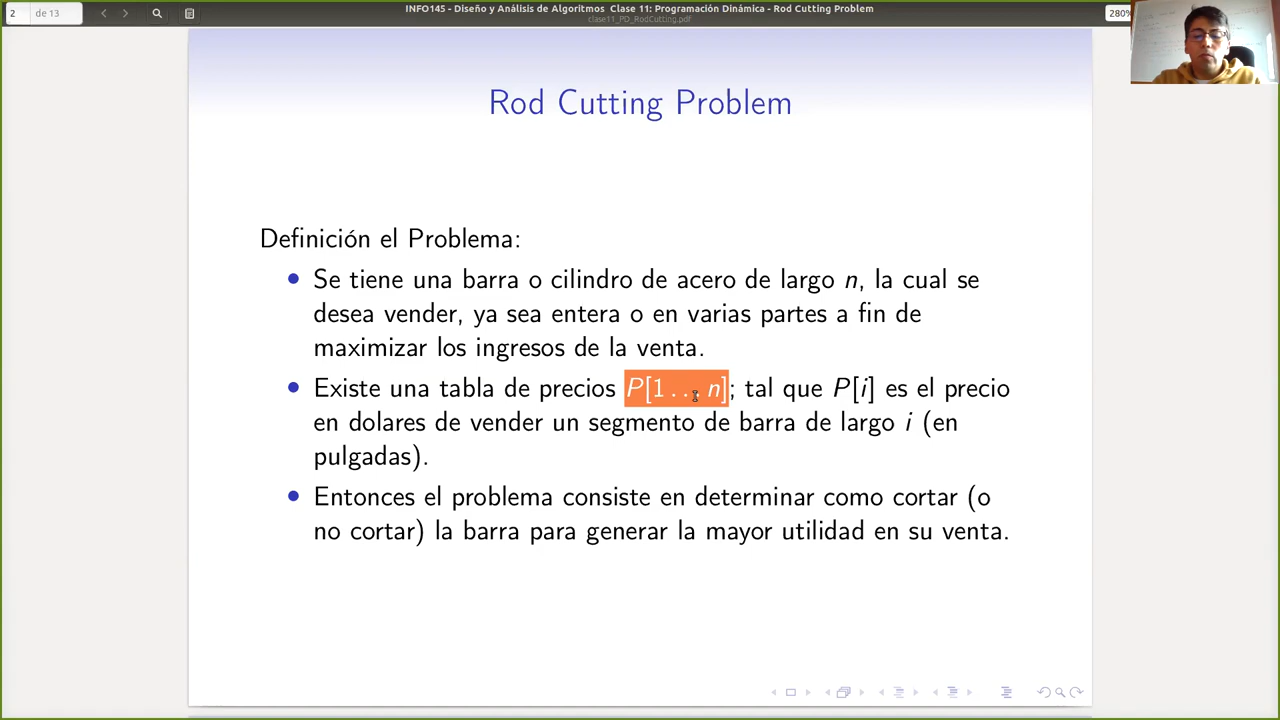 2 de 13
INFO145 - Diseño y Análisis de Algoritmos Clase 11: Programación Dinámica - Rod Cutting Problem
clase11_PD_RodCutting.pdf
280%
Rod Cutting Problem
Definición el Problema:
• Se tiene una barra o cilindro de acero de largo n, la cual se
desea vender, ya sea entera o en varias partes a fin de
maximizar los ingresos de la venta.
• Existe una tabla de precios P[1 . . . n]; tal que P[i] es el precio
en dolares de vender un segmento de barra de largo i (en
pulgadas).
• Entonces el problema consiste en determinar como cortar (o
no cortar) la barra para generar la mayor utilidad en su venta.